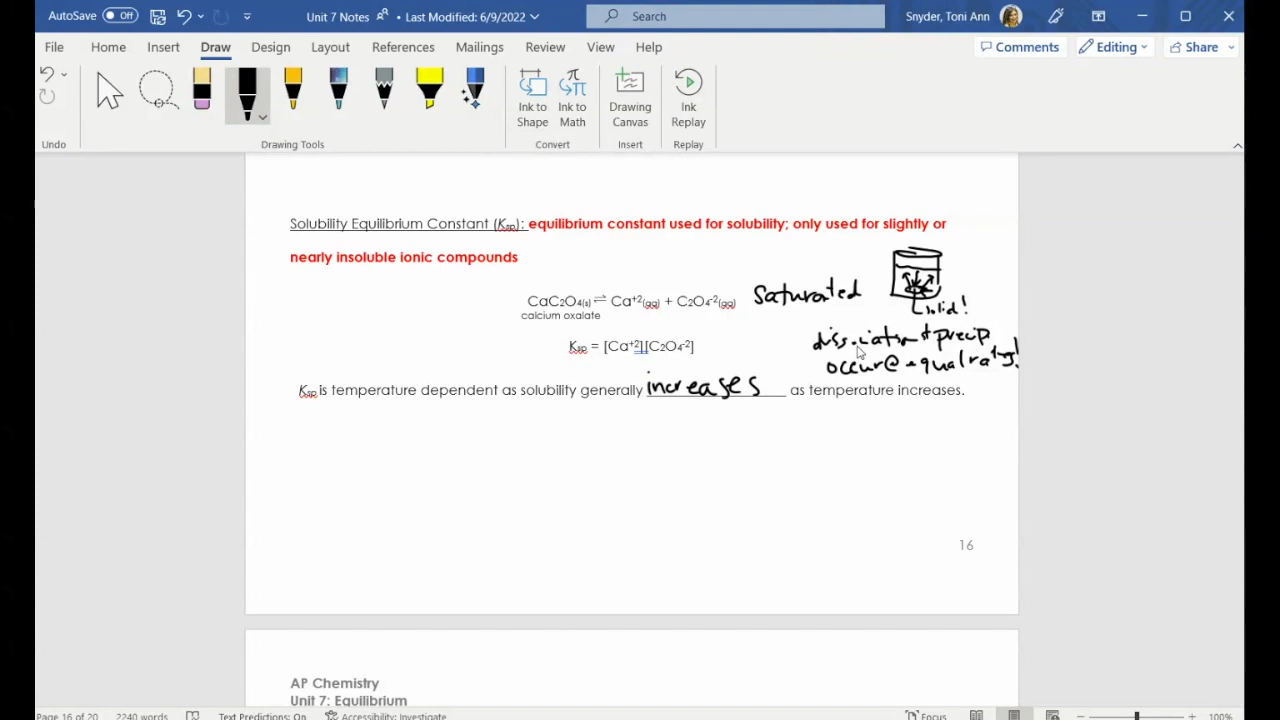 AutoSave Off Unit 7 Notes • Last Modified: 6/9/2022 Search Snyder, Toni Ann
File Home Insert Draw Design Layout References Mailings Review View Help Comments Editing Share
Ink to Shape Ink to Math Drawing Canvas Ink Replay
Undo Drawing Tools Convert Insert Replay
Solubility Equilibrium Constant (Ksp): equilibrium constant used for solubility; only used for slightly or
nearly insoluble ionic compounds
CaC2O4(s) ⇌ Ca+2(aq) + C2O4-2(aq) Saturated
calcium oxalate solid!
Ksp = [Ca+2][C2O4-2] dissociation + precip
occur @ equal rates!
Ksp is temperature dependent as solubility generally increases as temperature increases.
16
AP Chemistry
Unit 7: Equilibrium
Page 16 of 20 2240 words Text Predictions: On Accessibility: Investigate Focus 100%